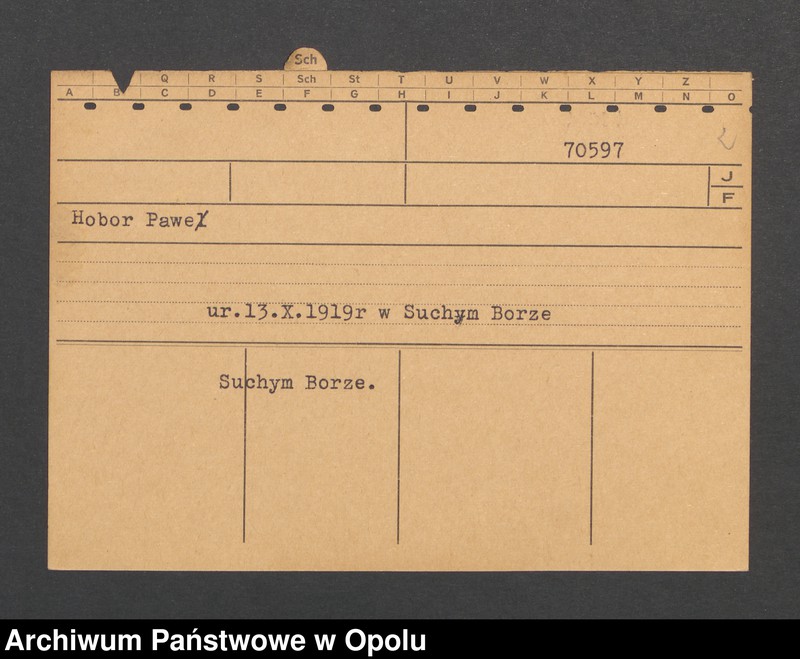 Sch
Q R S Sch St T U V W X Y Z
A B C D E F G H I J K L M N O
70597
J
F
Hobor Paweł
ur.13.X.1919r w Suchym Borze
Suchym Borze.
Archiwum Państwowe w Opolu